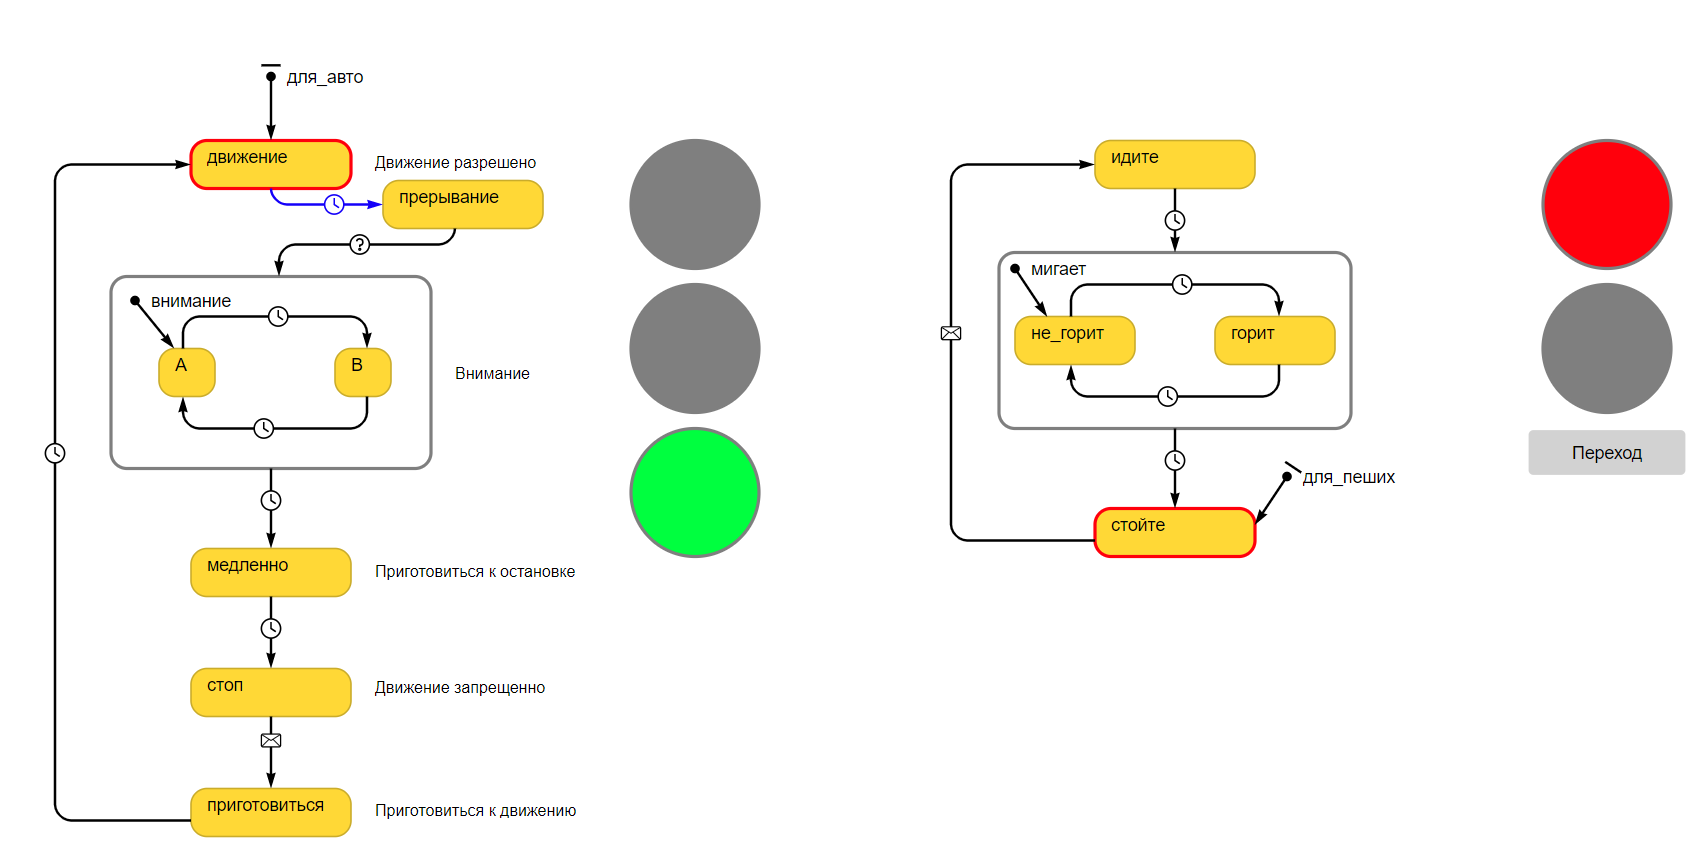 для_авто
движение
Движение разрешено
прерывание
?
внимание
A
B
Внимание
медленно
Приготовиться к остановке
стоп
Движение запрещенно
приготовиться
Приготовиться к движению
идите
мигает
не_горит
горит
для_пеших
стойте
Переход